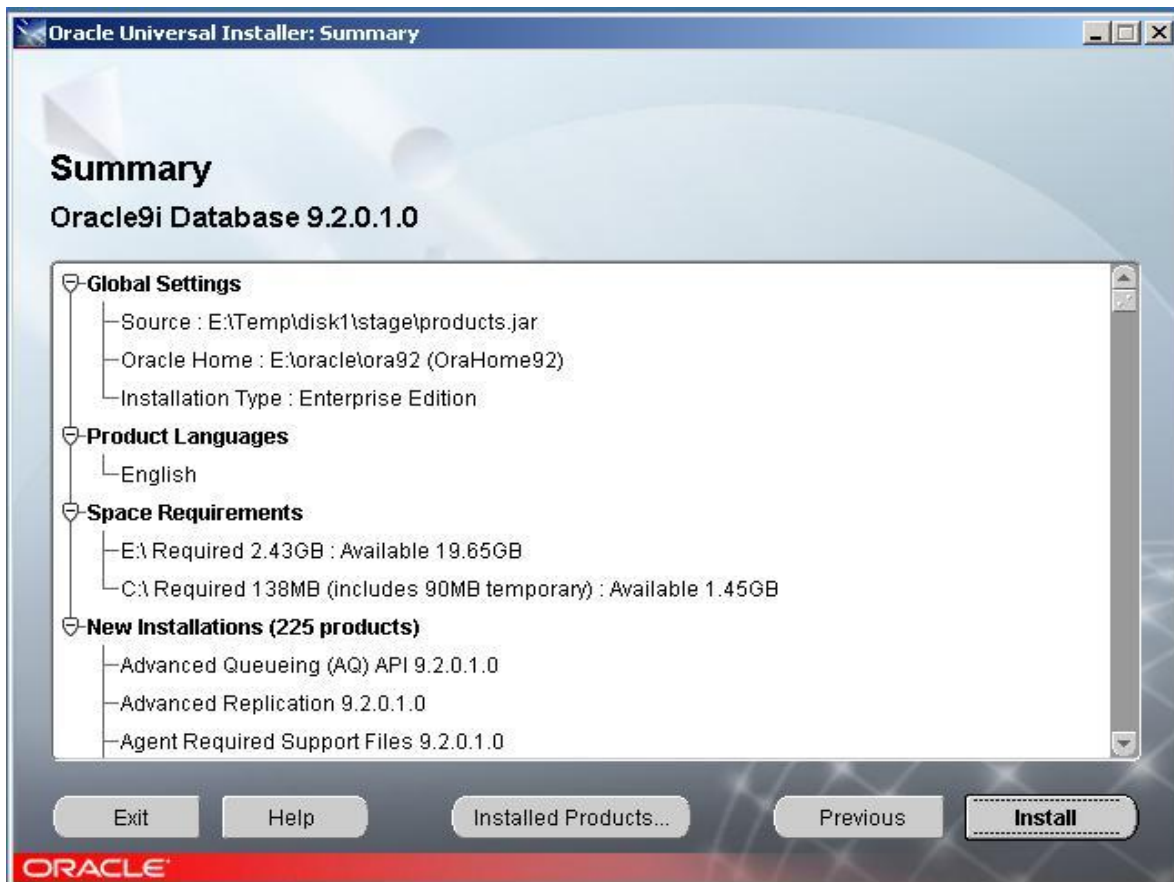 Oracle Universal Installer: Summary
Summary
Oracle9i Database 9.2.0.1.0
Global Settings
Source : E:\Temp\disk1\stage\products.jar
Oracle Home : E:\oracle\ora92 (OraHome92)
Installation Type : Enterprise Edition
Product Languages
English
Space Requirements
E:\ Required 2.43GB : Available 19.65GB
C:\ Required 138MB (includes 90MB temporary) : Available 1.45GB
New Installations (225 products)
Advanced Queueing (AQ) API 9.2.0.1.0
Advanced Replication 9.2.0.1.0
Agent Required Support Files 9.2.0.1.0
Exit Help Installed Products... Previous Install
ORACLE